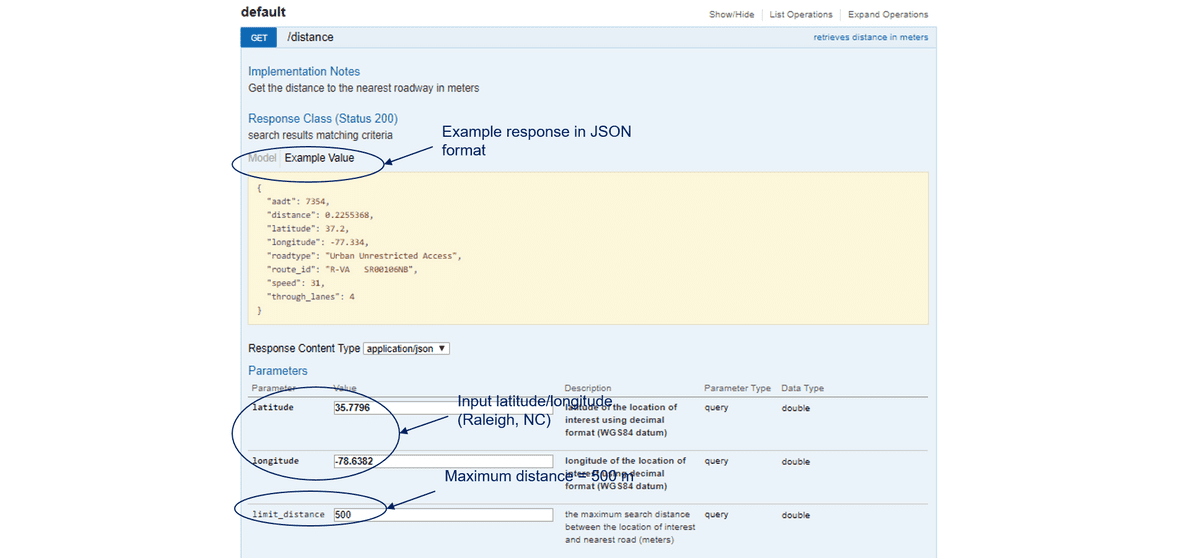 default
Show/Hide List Operations Expand Operations
GET /distance
retrieves distance in meters
Implementation Notes
Get the distance to the nearest roadway in meters
Response Class (Status 200)
search results matching criteria
Model Example Value
Example response in JSON
format
{
"aadt": 7354,
"distance": 0.2255368,
"latitude": 37.2,
"longitude": -77.334,
"roadtype": "Urban Unrestricted Access",
"route_id": "R-VA   SR00106NB",
"speed": 31,
"through_lanes": 4
}
Response Content Type application/json
Parameters
Parameter Value Description Parameter Type Data Type
latitude 35.7796 latitude of the location of query double
interest using decimal
format (WGS84 datum)
Input latitude/longitude
(Raleigh, NC)
longitude -78.6382 longitude of the location of query double
interest using decimal
format (WGS84 datum)
Maximum distance = 500 m
limit_distance 500 the maximum search distance query double
between the location of interest
and nearest road (meters)